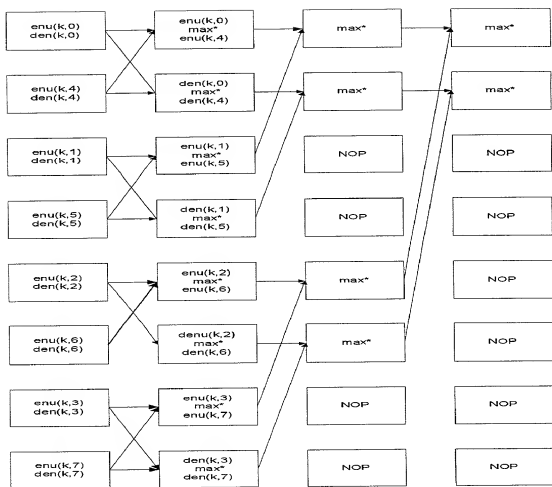 enu(k,0)
den(k,0)
enu(k,0)
max*
enu(k,4)
max*
max*
enu(k,4)
den(k,4)
den(k,0)
max*
den(k,4)
max*
max*
enu(k,1)
den(k,1)
enu(k,1)
max*
enu(k,5)
NOP
NOP
enu(k,5)
den(k,5)
den(k,1)
max*
den(k,5)
NOP
NOP
enu(k,2)
den(k,2)
enu(k,2)
max*
enu(k,6)
max*
NOP
enu(k,6)
den(k,6)
denu(k,2)
max*
den(k,6)
max*
NOP
enu(k,3)
den(k,3)
enu(k,3)
max*
enu(k,7)
NOP
NOP
enu(k,7)
den(k,7)
den(k,3)
max*
den(k,7)
NOP
NOP